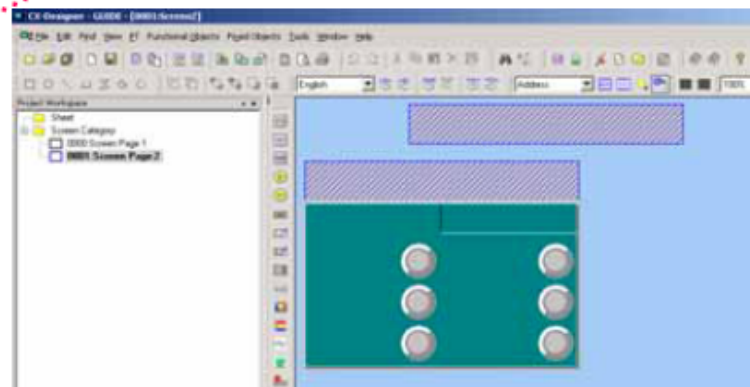 CX-Designer - GUIDE - [0001:Screen2]
File Edit Find View PT Functional Objects Fixed Objects Tools Window Help
English Address 100%
Project Workspace
Sheet
Screen Category
0000:Screen Page 1
0001:Screen Page 2